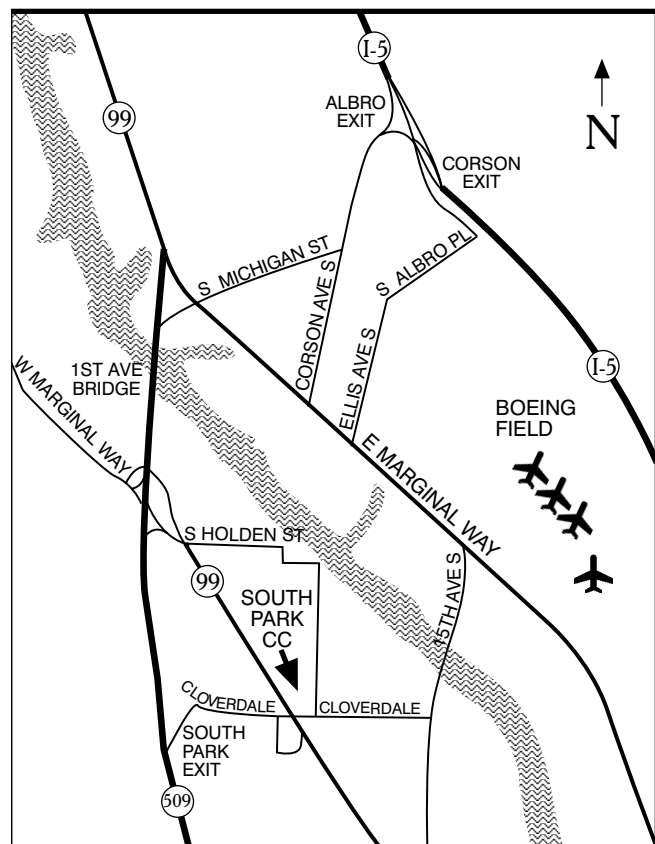 I-5
99
ALBRO
EXIT
N
CORSON
EXIT
S MICHIGAN ST
S ALBRO PL
CORSON AVE S
ELLIS AVE S
1ST AVE
BRIDGE
I-5
W MARGINAL WAY
BOEING
FIELD
E MARGINAL WAY
S HOLDEN ST
15TH AVE S
99
SOUTH
PARK
CC
CLOVERDALE
CLOVERDALE
SOUTH
PARK
EXIT
509